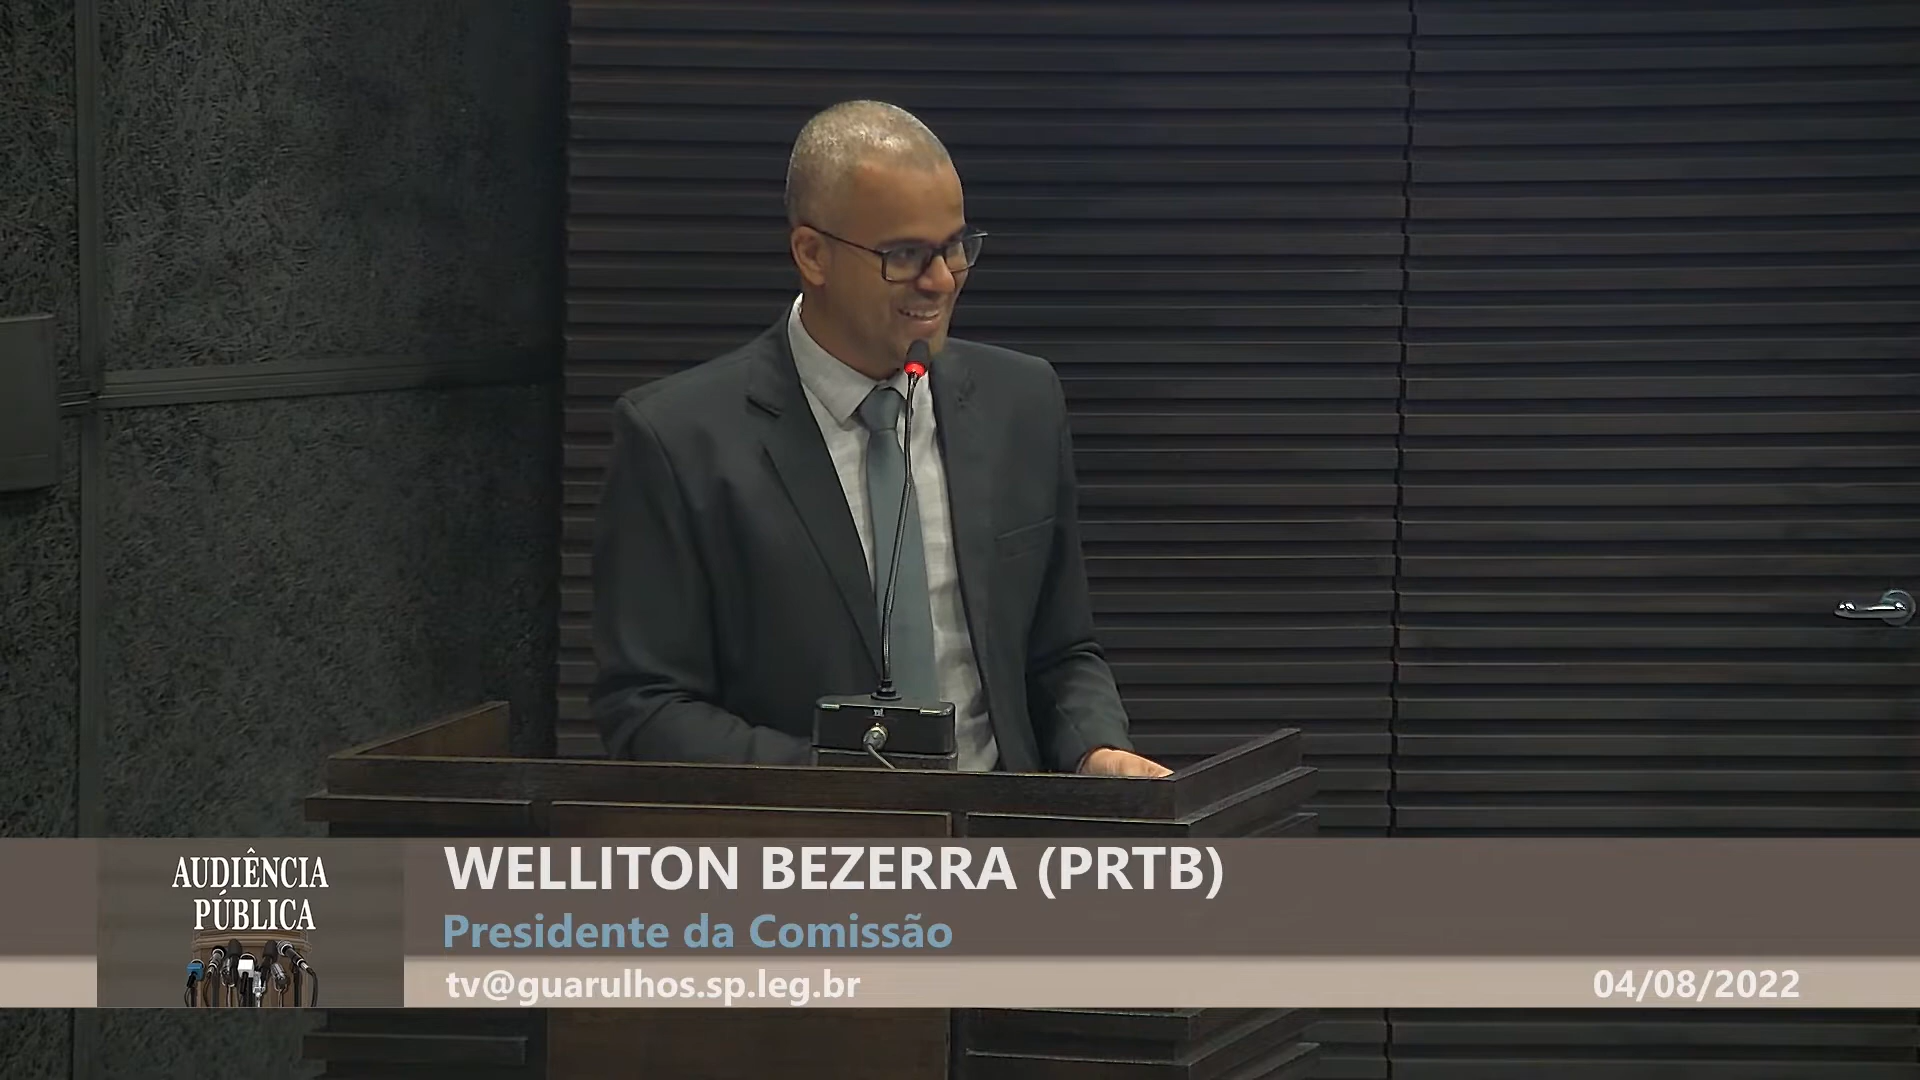 AUDIÊNCIA
PÚBLICA
WELLITON BEZERRA (PRTB)
Presidente da Comissão
tv@guarulhos.sp.leg.br
04/08/2022